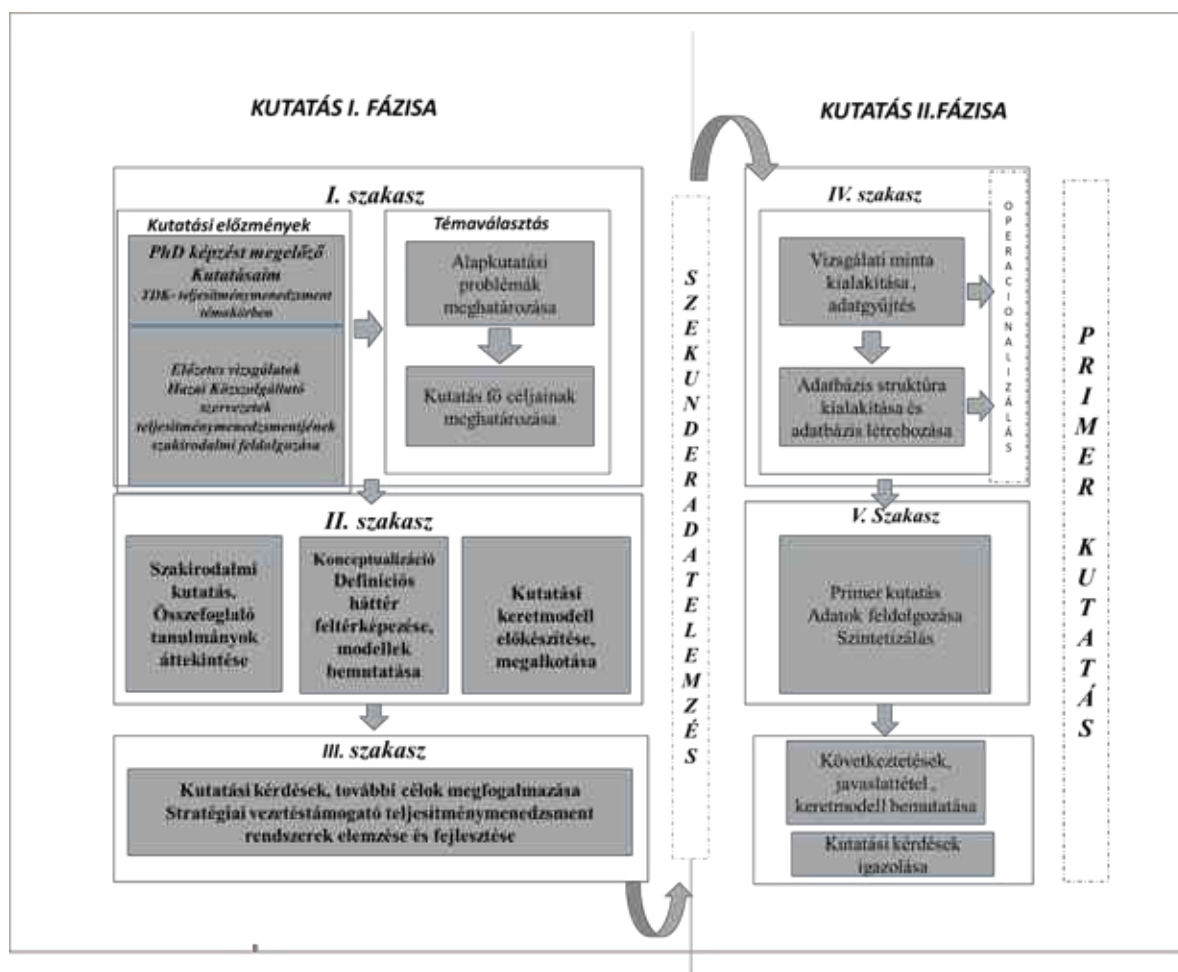 KUTATÁS I. FÁZISA
I. szakasz
Kutatási előzmények
PhD képzést megelőző
Kutatásaim
TDK- teljesítménymenedzsment
témakörben
Előzetes vizsgálatok
Hazai Közszolgáltató
szervezetek
teljesítménymenedzsmentjének
szakirodalmi feldolgozása
Témaválasztás
Alapkutatási
problémák
meghatározása
Kutatás fő céljainak
meghatározása
II. szakasz
Szakirodalmi
kutatás,
Összefoglaló
tanulmányok
áttekintése
Konceptualizáció
Definíciós
háttér
feltérképezése,
modellek
bemutatása
Kutatási
keretmodell
előkészítése,
megalkotása
III. szakasz
Kutatási kérdések, további célok megfogalmazása
Stratégiai vezetéstámogató teljesítménymenedzsment
rendszerek elemzése és fejlesztése
SZEKUNDERADATELEMZÉS
KUTATÁS II.FÁZISA
IV. szakasz
Vizsgálati minta
kialakítása ,
adatgyűjtés
Adatbázis struktúra
kialakítása és
adatbázis létrehozása
OPERACIONALIZÁLÁS
V. Szakasz
Primer kutatás
Adatok feldolgozása
Szintetizálás
Következtetések,
javaslattétel ,
keretmodell bemutatása
Kutatási kérdések
igazolása
PRIMER KUTATÁS